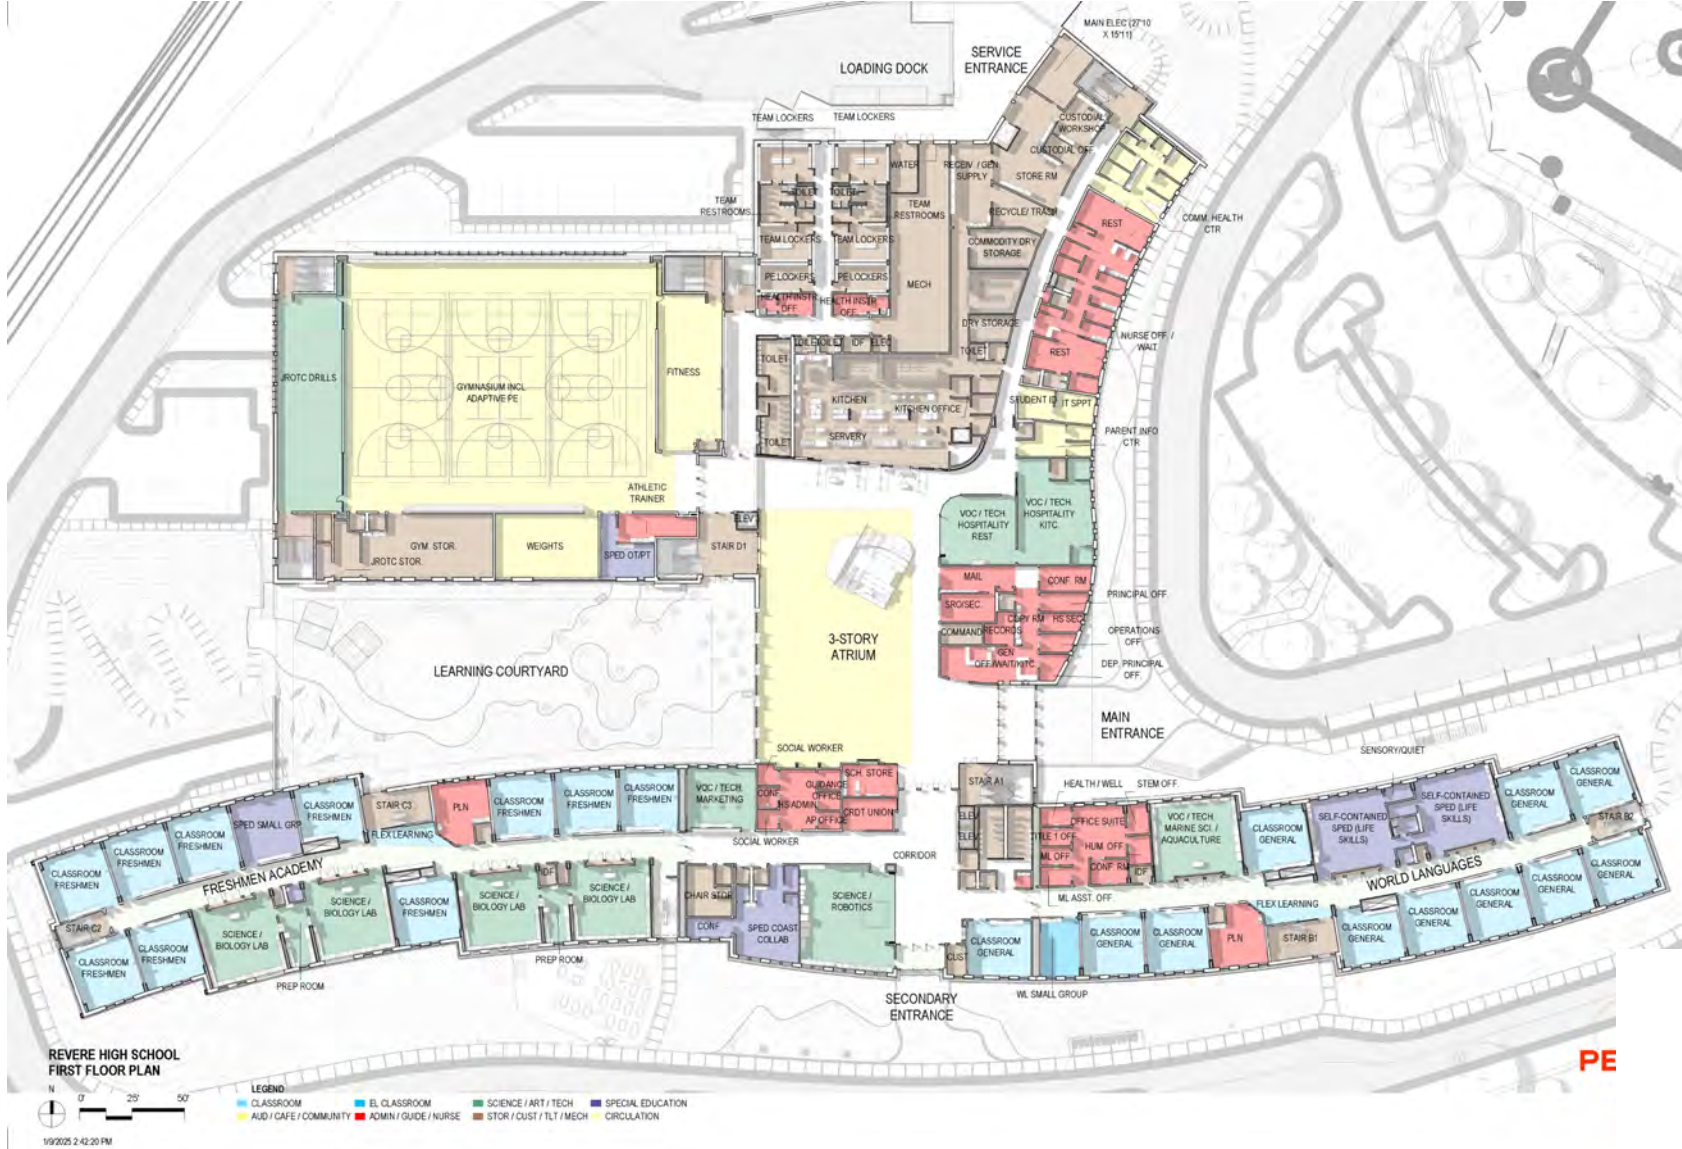 MAIN ELEC (27'10
X 15'11)
SERVICE
ENTRANCE
LOADING DOCK
TEAM LOCKERS
TEAM LOCKERS
CUSTODIAL
WORKSHOP
CUSTODIAL OFF.
WATER
RECEIV. / GEN.
SUPPLY
STORE RM
TOILET
TOILET
TEAM
RESTROOMS
TEAM
RESTROOMS
RECYCLE/ TRASH
REST
COMM. HEALTH
CTR
TEAM LOCKERS
TEAM LOCKERS
COMMODITY DRY
STORAGE
PE LOCKERS
PE LOCKERS
MECH
HEALTH INSTR.
OFF.
HEALTH INSTR.
OFF.
DRY STORAGE
NURSE OFF. /
WAIT.
TOILET
TOILET
IDF
ELEC
TOILET
TOILET
REST
JROTC DRILLS
GYMNASIUM INCL.
ADAPTIVE PE
FITNESS
KITCHEN
KITCHEN OFFICE
STUDENT ID
IT SPPT
SERVERY
TOILET
PARENT INFO
CTR
ATHLETIC
TRAINER
VOC / TECH.
HOSPITALITY
REST.
VOC / TECH.
HOSPITALITY
KITC.
ELEV
GYM. STOR.
JROTC STOR.
WEIGHTS
SPED OT/PT
STAIR D1
MAIL
CONF. RM
PRINCIPAL OFF.
SRO/SEC.
COPY RM
HS SEC.
COMMAND
RECORDS
OPERATIONS
OFF.
GEN
OFF/WAIT/KITC
DEP. PRINCIPAL
OFF.
3-STORY
ATRIUM
LEARNING COURTYARD
MAIN
ENTRANCE
SOCIAL WORKER
SENSORY/QUIET
STAIR C3
PLN
CLASSROOM
FRESHMEN
CLASSROOM
FRESHMEN
CLASSROOM
FRESHMEN
VOC / TECH.
MARKETING
CONF.
GUIDANCE
OFFICE
SCH. STORE
HS ADMIN.
AP OFFICE
CRDT UNION
STAIR A1
HEALTH / WELL
STEM OFF.
CLASSROOM
FRESHMEN
SPED SMALL GRP
CLASSROOM
FRESHMEN
CLASSROOM
FRESHMEN
CLASSROOM
FRESHMEN
FLEX LEARNING
SOCIAL WORKER
FRESHMEN ACADEMY
CORRIDOR
ELEV
ELEV
OFFICE SUITE
TITLE 1 OFF
HUM. OFF
ML OFF
CONF. RM
IDF
ML ASST. OFF
VOC / TECH.
MARINE SCI. /
AQUACULTURE
CLASSROOM
GENERAL
SELF-CONTAINED
SPED (LIFE
SKILLS)
SELF-CONTAINED
SPED (LIFE
SKILLS)
CLASSROOM
GENERAL
CLASSROOM
GENERAL
STAIR B2
WORLD LANGUAGES
FLEX LEARNING
STAIR C2
CLASSROOM
FRESHMEN
CLASSROOM
FRESHMEN
SCIENCE /
BIOLOGY LAB
SCIENCE /
BIOLOGY LAB
CLASSROOM
FRESHMEN
SCIENCE /
BIOLOGY LAB
IDF
SCIENCE /
BIOLOGY LAB
CHAIR STOR
CONF
SPED COAST
COLLAB
SCIENCE /
ROBOTICS
CUST
CLASSROOM
GENERAL
CLASSROOM
GENERAL
CLASSROOM
GENERAL
PLN
STAIR B1
CLASSROOM
GENERAL
CLASSROOM
GENERAL
CLASSROOM
GENERAL
CLASSROOM
GENERAL
CLASSROOM
GENERAL
PREP ROOM
PREP ROOM
WL SMALL GROUP
SECONDARY
ENTRANCE
REVERE HIGH SCHOOL
FIRST FLOOR PLAN
PE
N
0'
25'
50'
LEGEND
CLASSROOM
EL CLASSROOM
SCIENCE / ART / TECH
SPECIAL EDUCATION
AUD / CAFE / COMMUNITY
ADMIN / GUIDE / NURSE
STOR / CUST / TLT / MECH
CIRCULATION
1/9/2025 2:42:20 PM